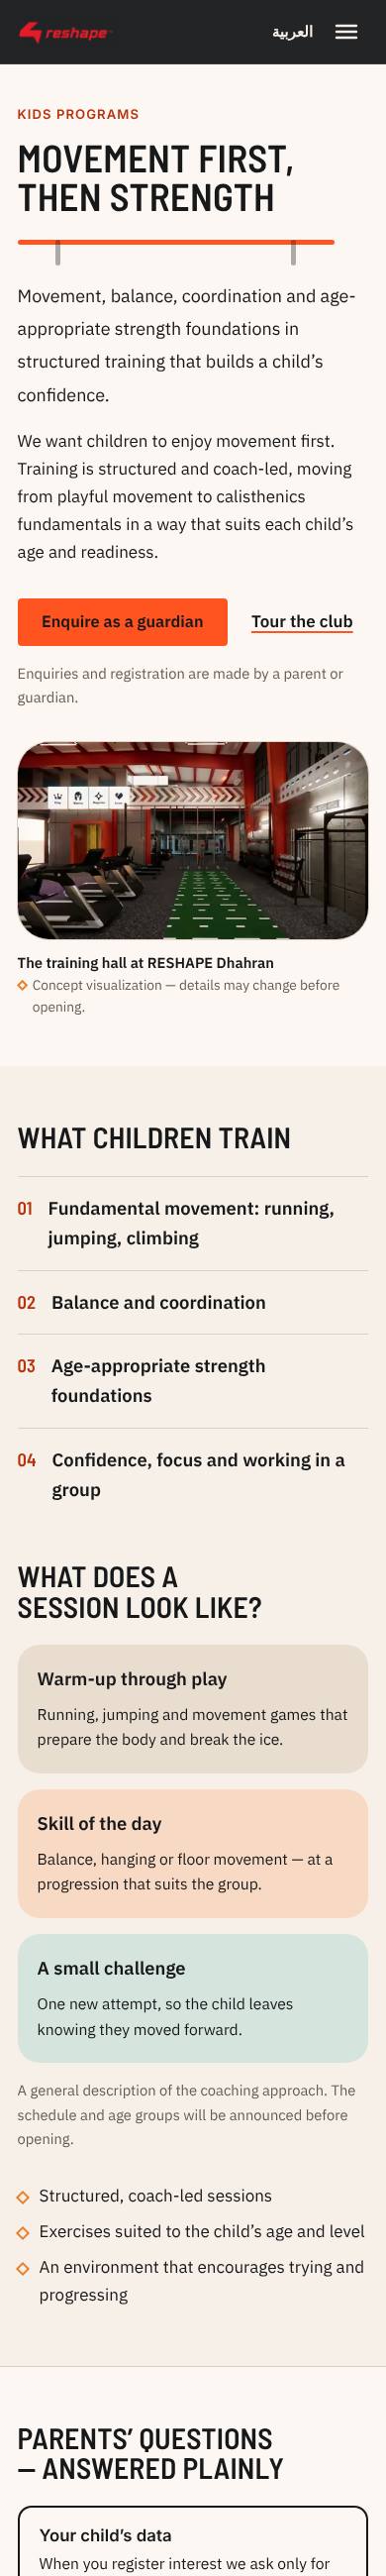 reshape
العربية
KIDS PROGRAMS
MOVEMENT FIRST,
THEN STRENGTH
Movement, balance, coordination and age-
appropriate strength foundations in
structured training that builds a child’s
confidence.
We want children to enjoy movement first.
Training is structured and coach-led, moving
from playful movement to calisthenics
fundamentals in a way that suits each child’s
age and readiness.
Enquire as a guardian
Tour the club
Enquiries and registration are made by a parent or
guardian.
The training hall at RESHAPE Dhahran
Concept visualization — details may change before
opening.
WHAT CHILDREN TRAIN
01 Fundamental movement: running,
jumping, climbing
02 Balance and coordination
03 Age-appropriate strength
foundations
04 Confidence, focus and working in a
group
WHAT DOES A
SESSION LOOK LIKE?
Warm-up through play
Running, jumping and movement games that
prepare the body and break the ice.
Skill of the day
Balance, hanging or floor movement — at a
progression that suits the group.
A small challenge
One new attempt, so the child leaves
knowing they moved forward.
A general description of the coaching approach. The
schedule and age groups will be announced before
opening.
Structured, coach-led sessions
Exercises suited to the child’s age and level
An environment that encourages trying and
progressing
PARENTS’ QUESTIONS
— ANSWERED PLAINLY
Your child’s data
When you register interest we ask only for